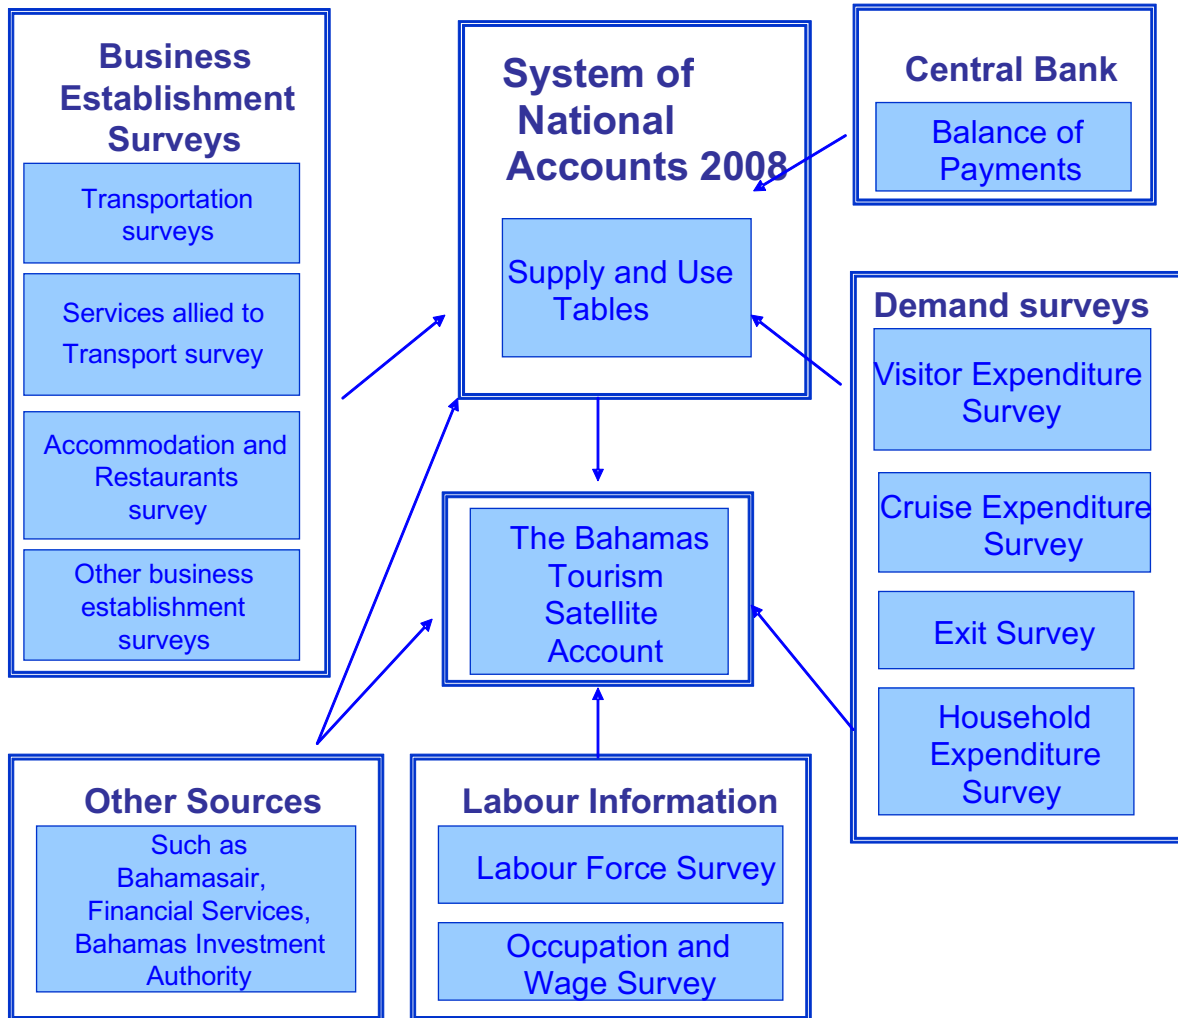 Business
Establishment
Surveys
Transportation
surveys
Services allied to
Transport survey
Accommodation and
Restaurants
survey
Other business
establishment
surveys
System of
National
Accounts 2008
Supply and Use
Tables
Central Bank
Balance of
Payments
Demand surveys
Visitor Expenditure
Survey
Cruise Expenditure
Survey
Exit Survey
Household
Expenditure
Survey
The Bahamas
Tourism
Satellite
Account
Other Sources
Such as
Bahamasair,
Financial Services,
Bahamas Investment
Authority
Labour Information
Labour Force Survey
Occupation and
Wage Survey